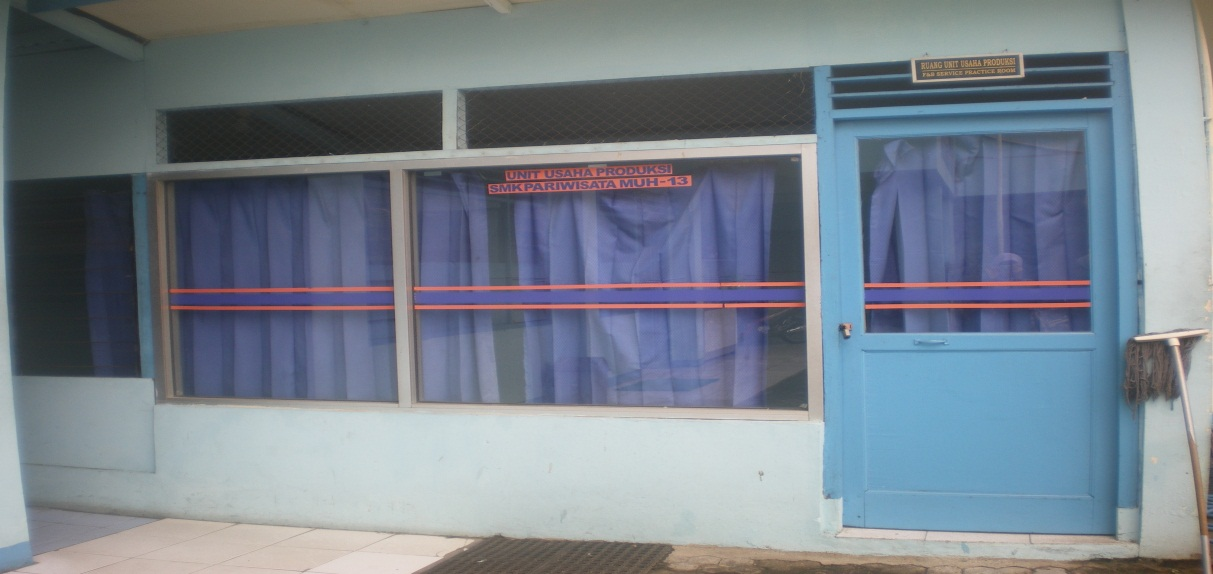 RUANG UNIT USAHA PRODUKSI
F&B SERVICE PRACTICE ROOM
UNIT USAHA PRODUKSI
SMK PARIWISATA MUH-13